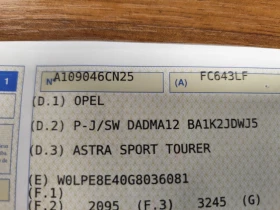 1
N A109046CN25 (A) FC643LF
(D.1) OPEL
(D.2) P-J/SW DADMA12 BA1K2JDWJ5
(D.3) ASTRA SPORT TOURER
(E) W0LPE8E40G8036081
(F.1)
(F.2) 2095 (F.3) 3245 (G)